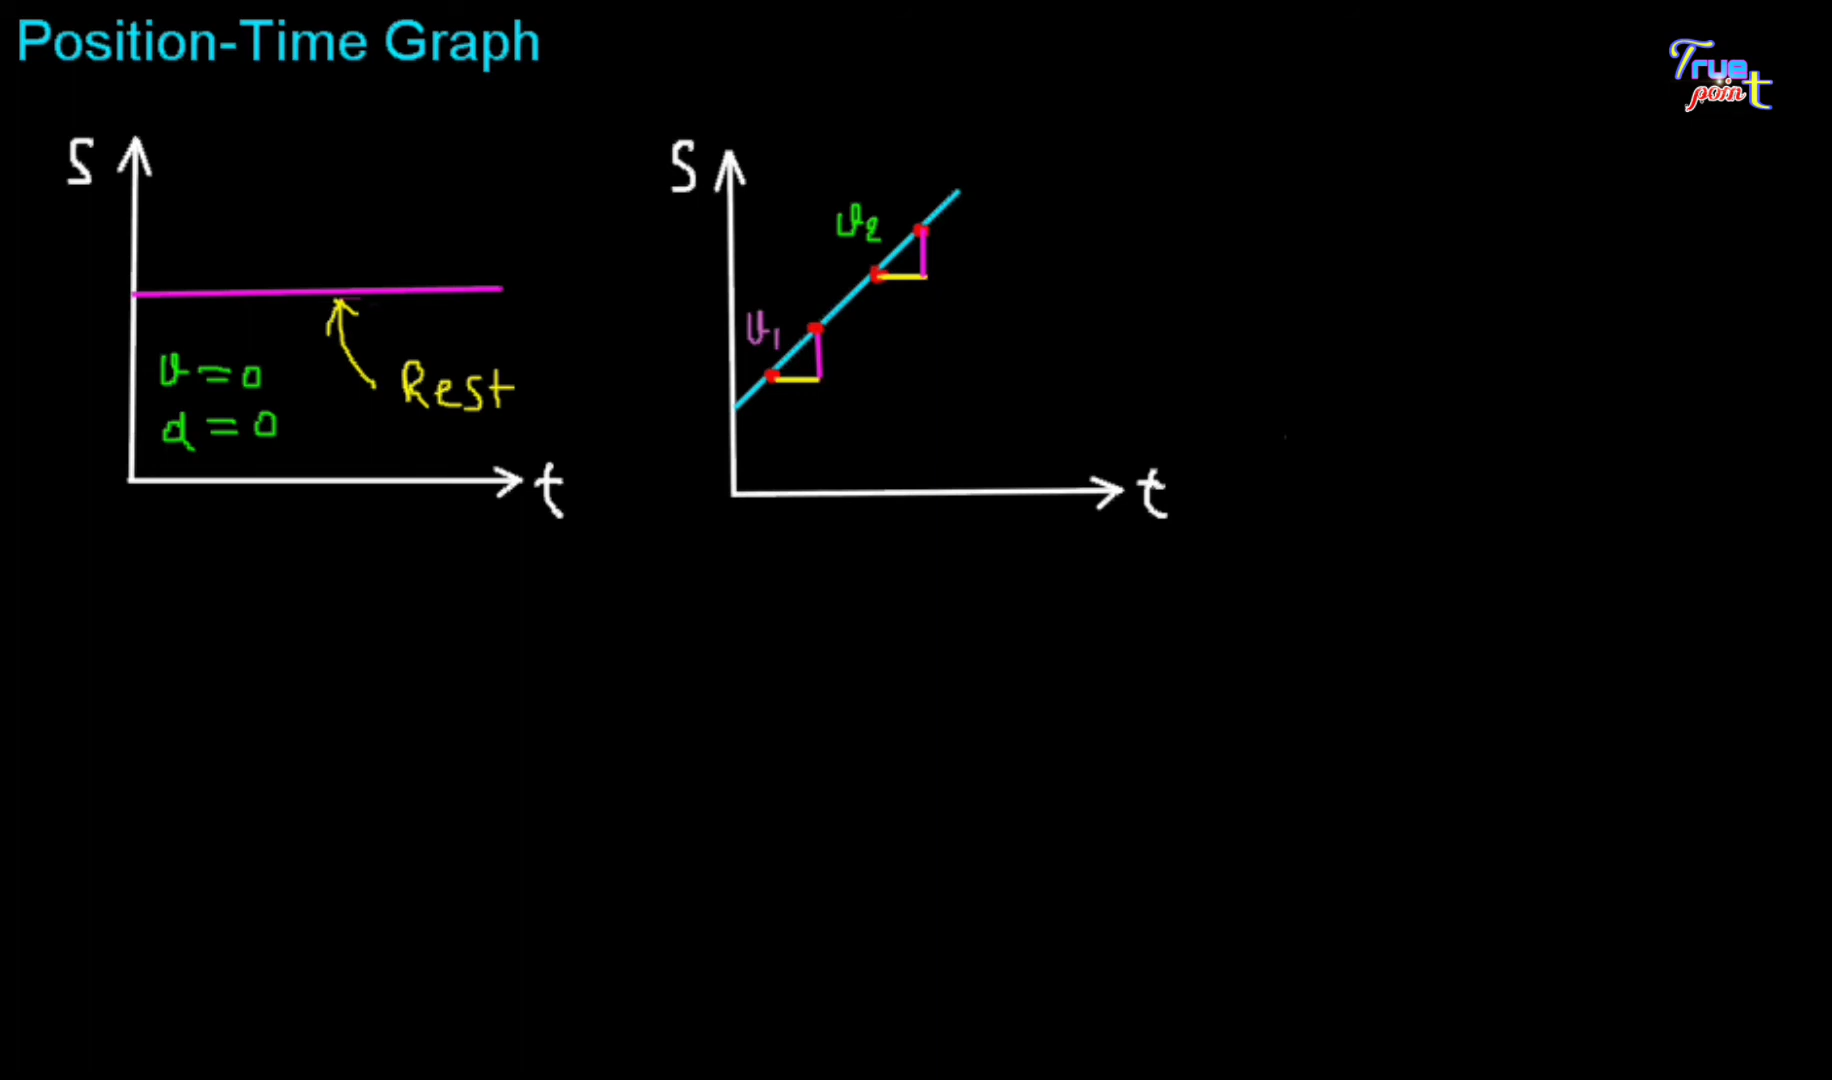 Position-Time Graph
True
point
S
v = 0
a = 0
Rest
t
S
v2
v1
t